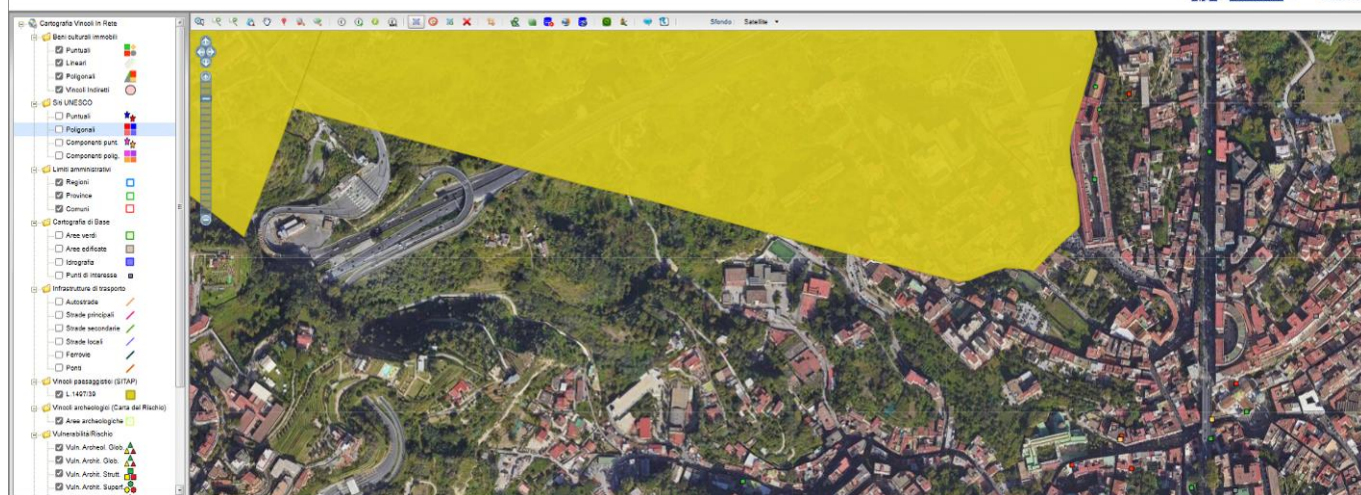 Sfondo: Satellite
Cartografia Vincoli In Rete
Beni culturali immobili
Puntuali
Lineari
Poligonali
Vincoli Indiretti
Siti UNESCO
Puntuali
Poligonali
Componenti punt.
Componenti polig.
Limiti amministrativi
Regioni
Province
Comuni
Cartografia di Base
Aree verdi
Aree edificate
Idrografia
Punti di interesse
Infrastrutture di trasporto
Autostrade
Strade principali
Strade secondarie
Strade locali
Ferrovie
Ponti
Vincoli paesaggistici (SITAP)
L.1497/39
Vincoli archeologici (Carta del Rischio)
Aree archeologiche
Vulnerabilità/Rischio
Vuln. Archeol. Glob.
Vuln. Archit. Glob.
Vuln. Archit. Strutt.
Vuln. Archit. Superf.